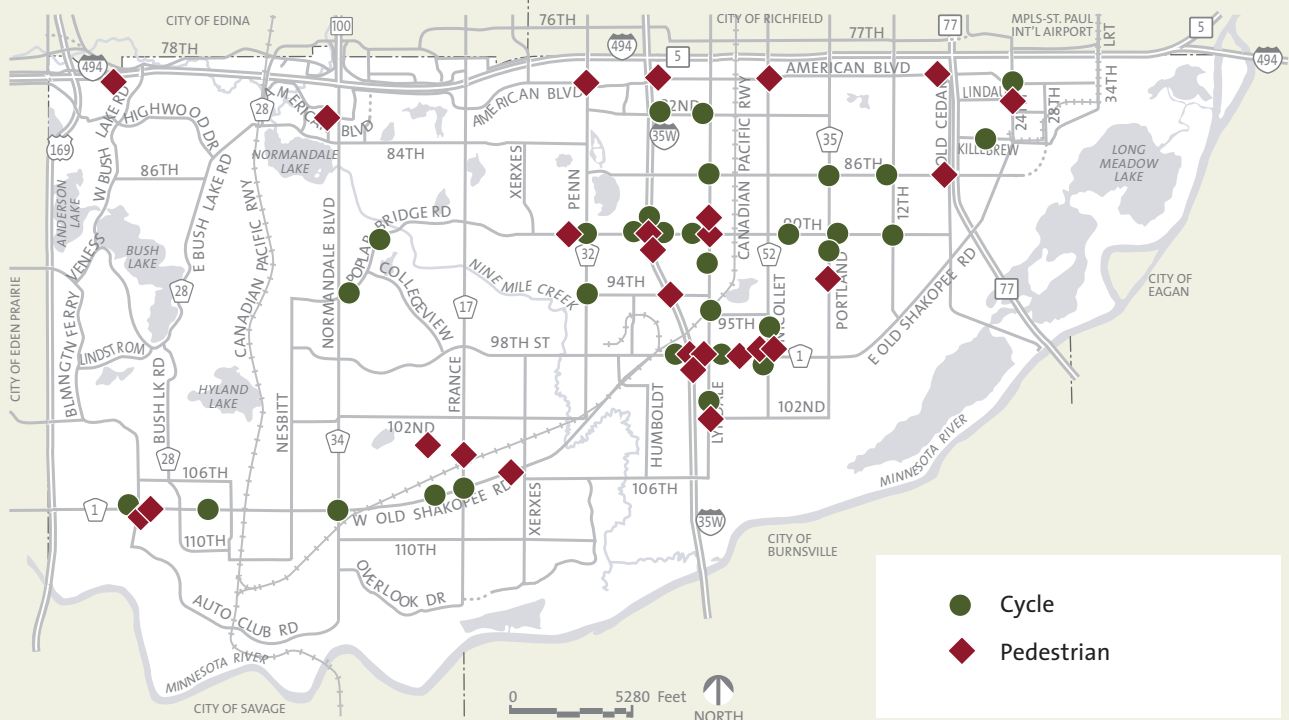 CITY OF EDINA
100
76TH
CITY OF RICHFIELD
77TH
77
MPLS-ST. PAUL
INT'L AIRPORT
LRT
5
78TH
494
5
494
494
34TH
AMERICAN BLVD
AMERICAN BLVD
AMERICAN BLVD
LINDAU
24TH
28TH
W BUSH LAKE RD
HIGHWOOD DR
28
82ND
35W
CANADIAN PACIFIC RWY
35
OLD CEDAR
KILLEBREW
169
NORMANDALE
LAKE
84TH
XERXES
PENN
86TH
86TH
LONG
MEADOW
LAKE
ANDERSON
LAKE
E BUSH LAKE RD
CANADIAN PACIFIC RWY
NORMANDALE BLVD
12TH
POPLAR BRIDGE RD
90TH
VENESS
BUSH
LAKE
32
52
COLLEGEVIEW
NINE MILE CREEK
94TH
NICOLLET
PORTLAND
E OLD SHAKOPEE RD
77
CITY OF
EAGAN
28
CITY OF EDEN PRAIRIE
BLMNGTN FERRY
17
95TH
LINDSTROM
98TH ST
1
BUSH LK RD
HYLAND
LAKE
NESBITT
FRANCE
HUMBOLDT
LYNDALE
102ND
102ND
34
28
106TH
106TH
MINNESOTA RIVER
1
W OLD SHAKOPEE RD
XERXES
35W
110TH
110TH
CITY OF
BURNSVILLE
OVERLOOK DR
AUTO CLUB RD
MINNESOTA RIVER
CITY OF SAVAGE
0
5280 Feet
NORTH
Cycle
Pedestrian